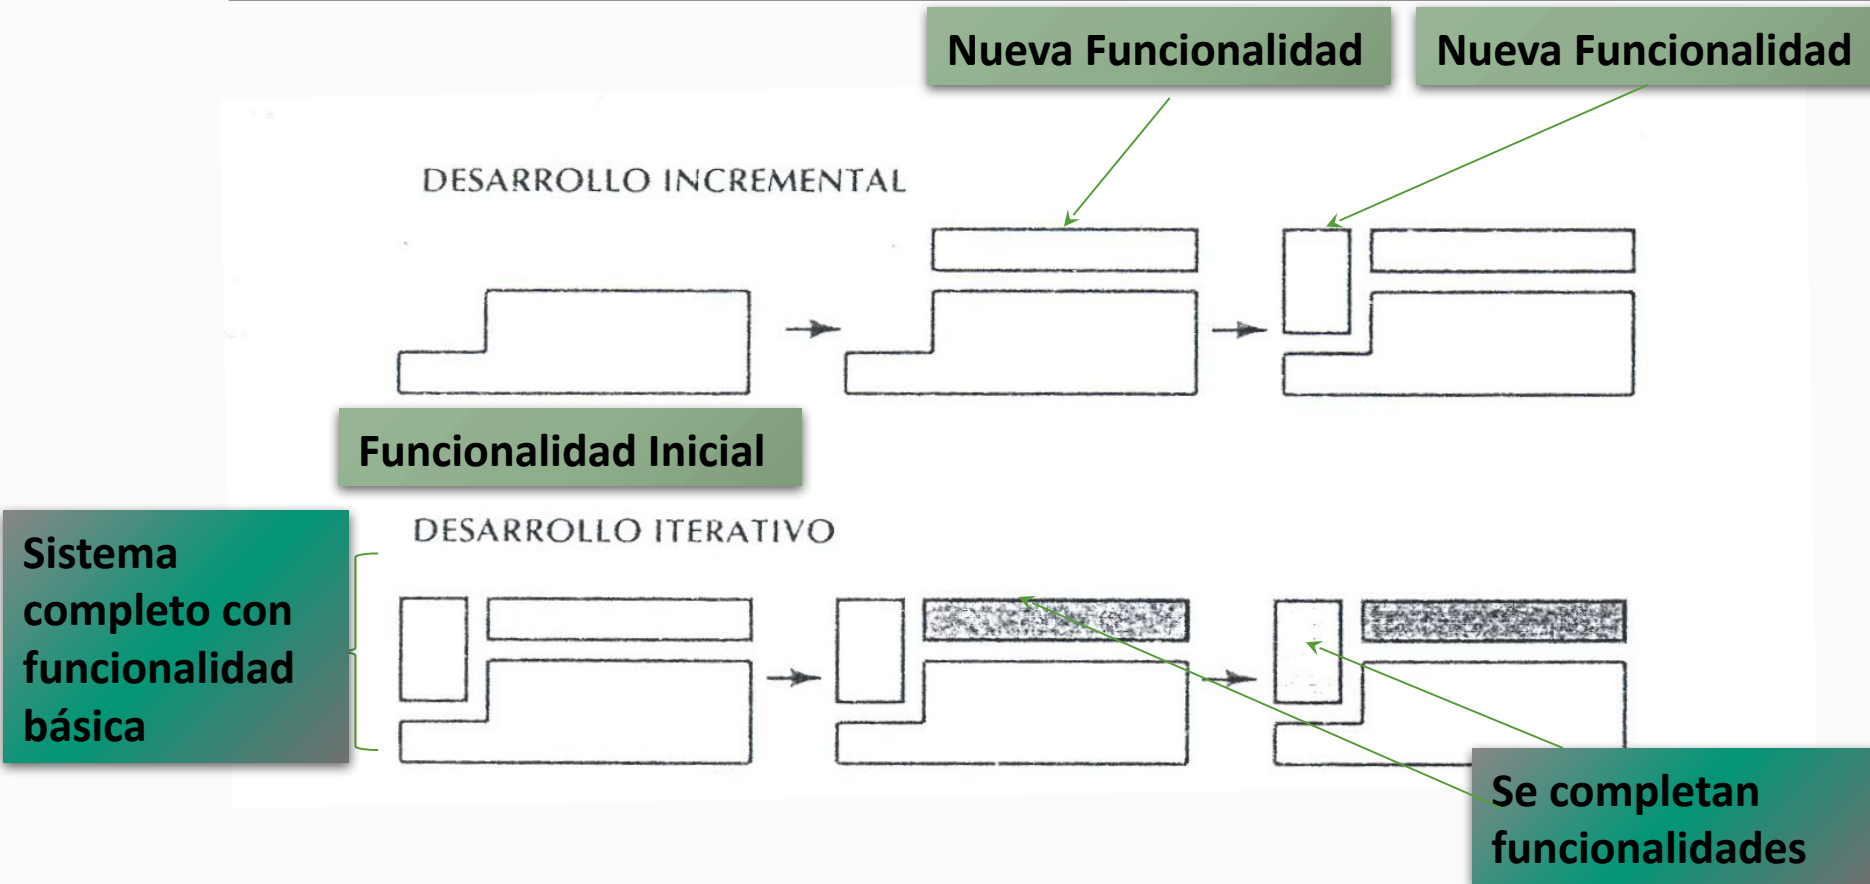 Nueva Funcionalidad
Nueva Funcionalidad
DESARROLLO INCREMENTAL
Funcionalidad Inicial
DESARROLLO ITERATIVO
Sistema
completo con
funcionalidad
básica
Se completan
funcionalidades